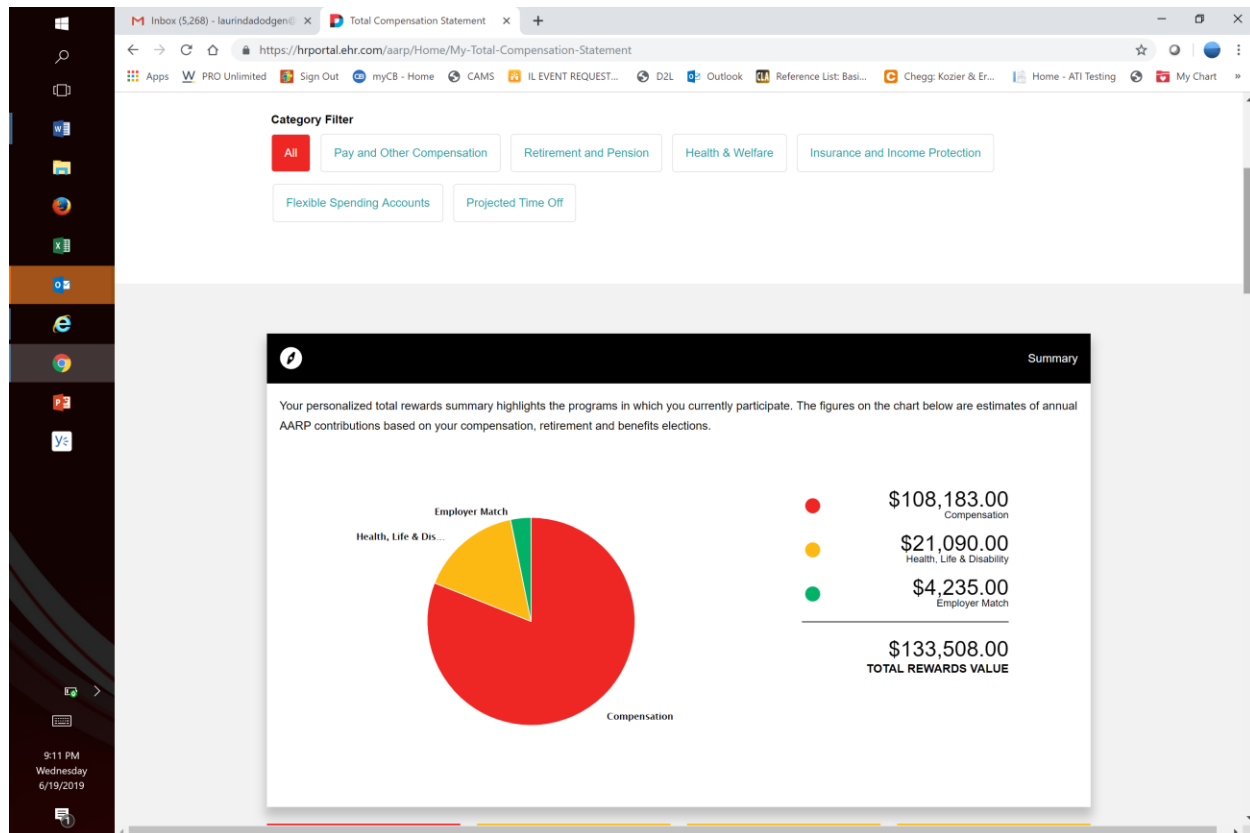 Inbox (5,268) - laurindadodgen@
Total Compensation Statement
https://hrportal.ehr.com/aarp/Home/My-Total-Compensation-Statement
Apps PRO Unlimited Sign Out myCB - Home CAMS IL EVENT REQUEST... D2L Outlook Reference List: Basi... Chegg: Kozier & Er... Home - ATI Testing My Chart »
Category Filter
All Pay and Other Compensation Retirement and Pension Health & Welfare Insurance and Income Protection
Flexible Spending Accounts Projected Time Off
Summary
Your personalized total rewards summary highlights the programs in which you currently participate. The figures on the chart below are estimates of annual
AARP contributions based on your compensation, retirement and benefits elections.
Employer Match
Health, Life & Dis...
Compensation
$108,183.00
Compensation
$21,090.00
Health, Life & Disability
$4,235.00
Employer Match
$133,508.00
TOTAL REWARDS VALUE
9:11 PM
Wednesday
6/19/2019